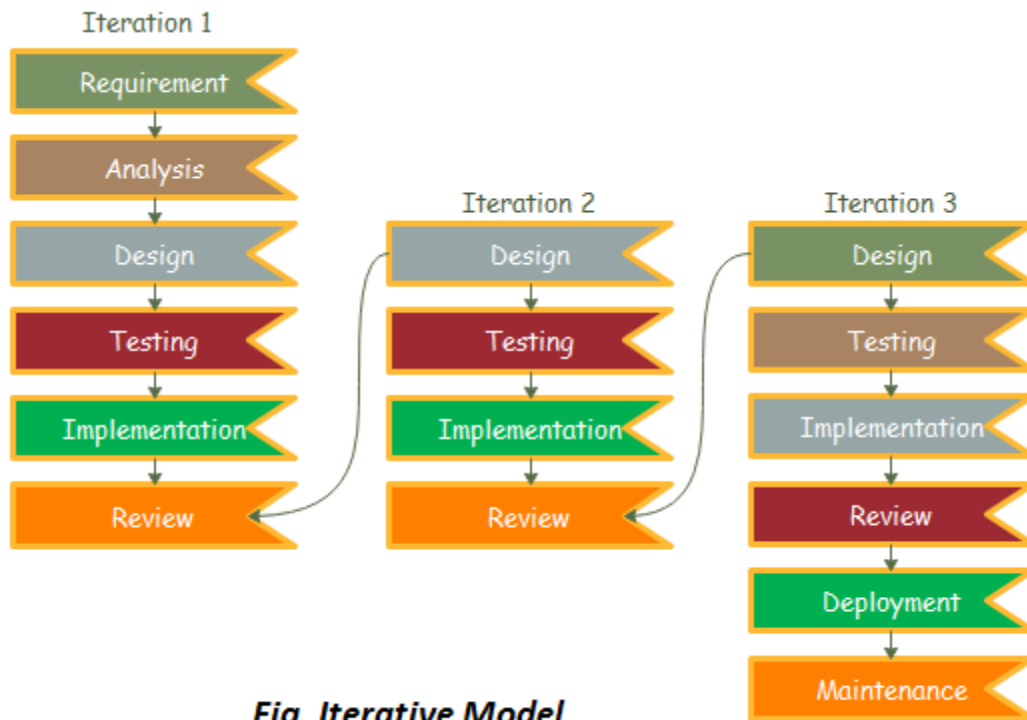 Iteration 1
Requirement
Analysis
Design
Testing
Implementation
Review
Iteration 2
Design
Testing
Implementation
Review
Iteration 3
Design
Testing
Implementation
Review
Deployment
Maintenance
Fig. Iterative Model